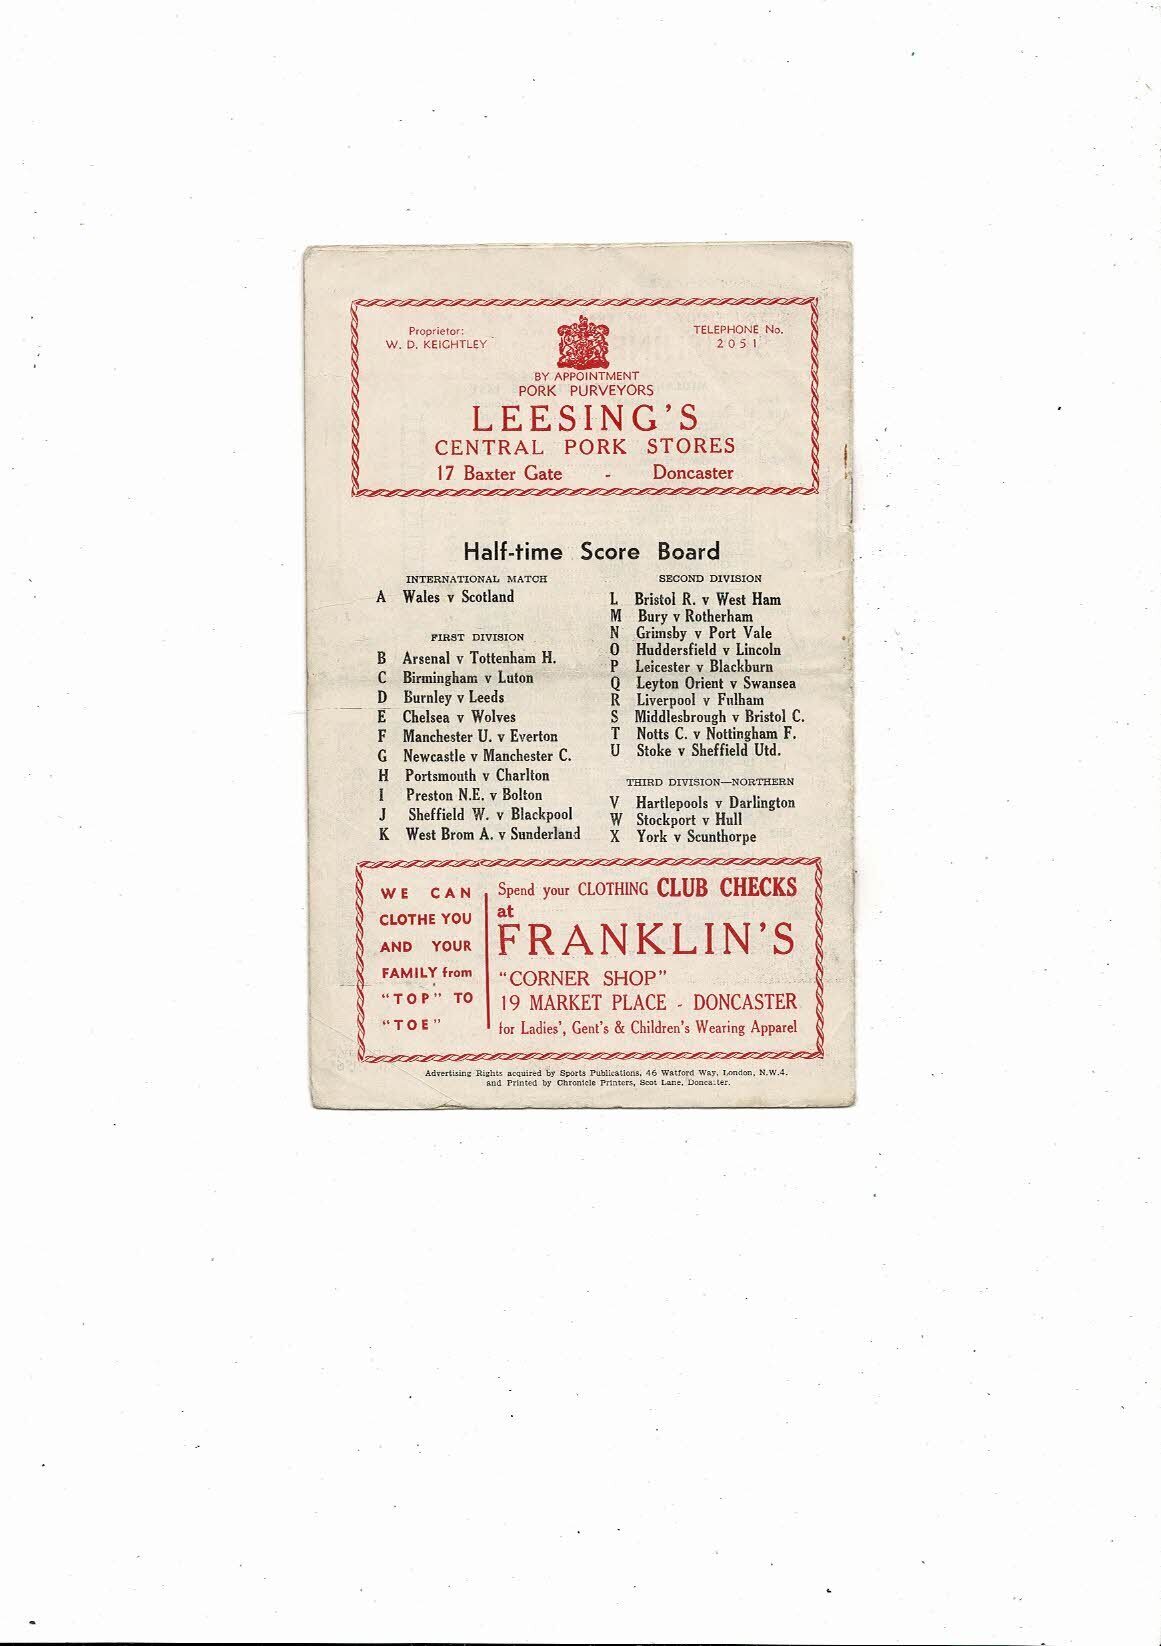 Proprietor:
W. D. KEIGHTLEY
TELEPHONE No.
2051
BY APPOINTMENT
PORK PURVEYORS
LEESING'S
CENTRAL PORK STORES
17 Baxter Gate - Doncaster
Half-time Score Board
INTERNATIONAL MATCH
A Wales v Scotland
FIRST DIVISION
B Arsenal v Tottenham H.
C Birmingham v Luton
D Burnley v Leeds
E Chelsea v Wolves
F Manchester U. v Everton
G Newcastle v Manchester C.
H Portsmouth v Charlton
I Preston N.E. v Bolton
J Sheffield W. v Blackpool
K West Brom A. v Sunderland
SECOND DIVISION
L Bristol R. v West Ham
M Bury v Rotherham
N Grimsby v Port Vale
O Huddersfield v Lincoln
P Leicester v Blackburn
Q Leyton Orient v Swansea
R Liverpool v Fulham
S Middlesbrough v Bristol C.
T Notts C. v Nottingham F.
U Stoke v Sheffield Utd.
THIRD DIVISION—NORTHERN
V Hartlepools v Darlington
W Stockport v Hull
X York v Scunthorpe
WE CAN
CLOTHE YOU
AND YOUR
FAMILY from
"TOP" TO
"TOE"
Spend your CLOTHING CLUB CHECKS
at
FRANKLIN'S
"CORNER SHOP"
19 MARKET PLACE - DONCASTER
for Ladies', Gent's & Children's Wearing Apparel
Advertising Rights acquired by Sports Publications, 46 Watford Way, London, N.W.4.
and Printed by Chronicle Printers, Scot Lane, Doncaster.